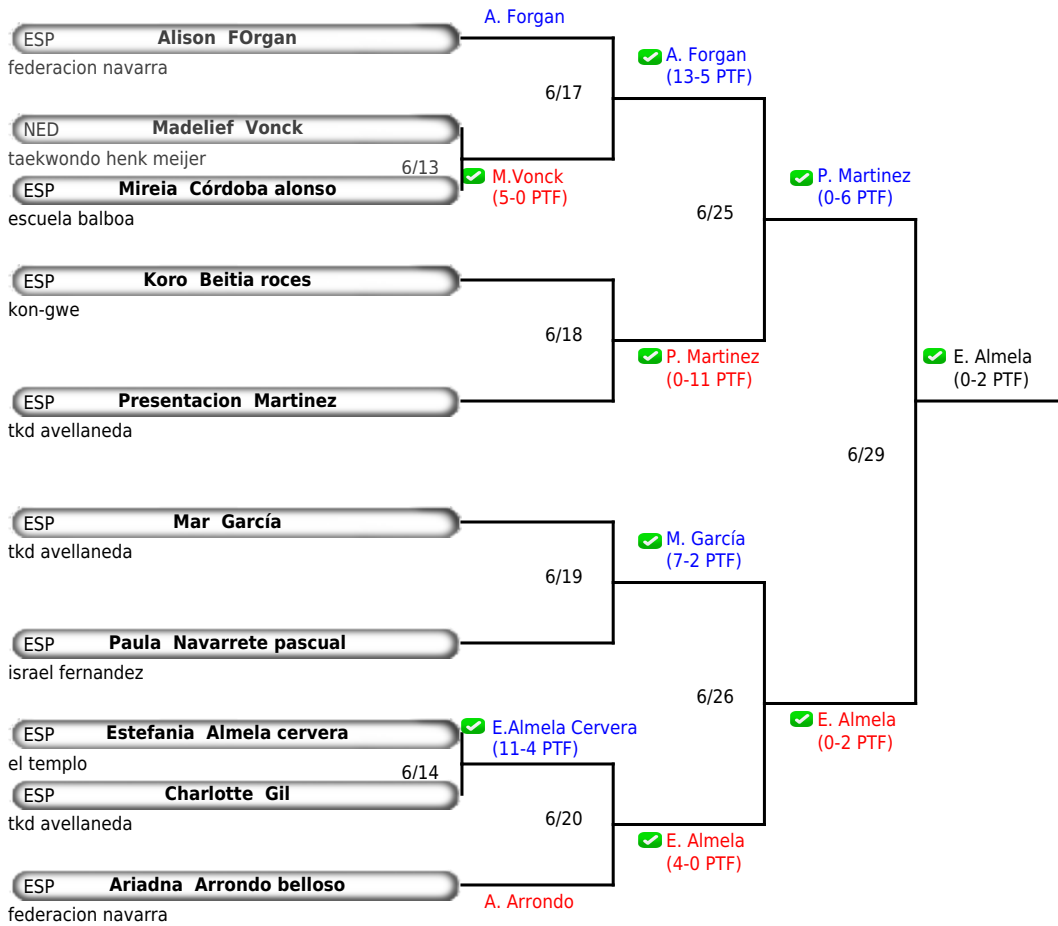 A. Forgan
ESP Alison FOrgan
federacion navarra
A. Forgan
(13-5 PTF)
6/17
NED Madelief Vonck
taekwondo henk meijer
6/13
M.Vonck
(5-0 PTF)
ESP Mireia Córdoba alonso
escuela balboa
P. Martinez
(0-6 PTF)
6/25
ESP Koro Beitia roces
kon-gwe
6/18
P. Martinez
(0-11 PTF)
E. Almela
(0-2 PTF)
ESP Presentacion Martinez
tkd avellaneda
6/29
ESP Mar García
tkd avellaneda
M. García
(7-2 PTF)
6/19
ESP Paula Navarrete pascual
israel fernandez
6/26
E. Almela
(0-2 PTF)
ESP Estefania Almela cervera
el templo
E.Almela Cervera
(11-4 PTF)
6/14
ESP Charlotte Gil
tkd avellaneda
6/20
E. Almela
(4-0 PTF)
ESP Ariadna Arrondo belloso
federacion navarra
A. Arrondo